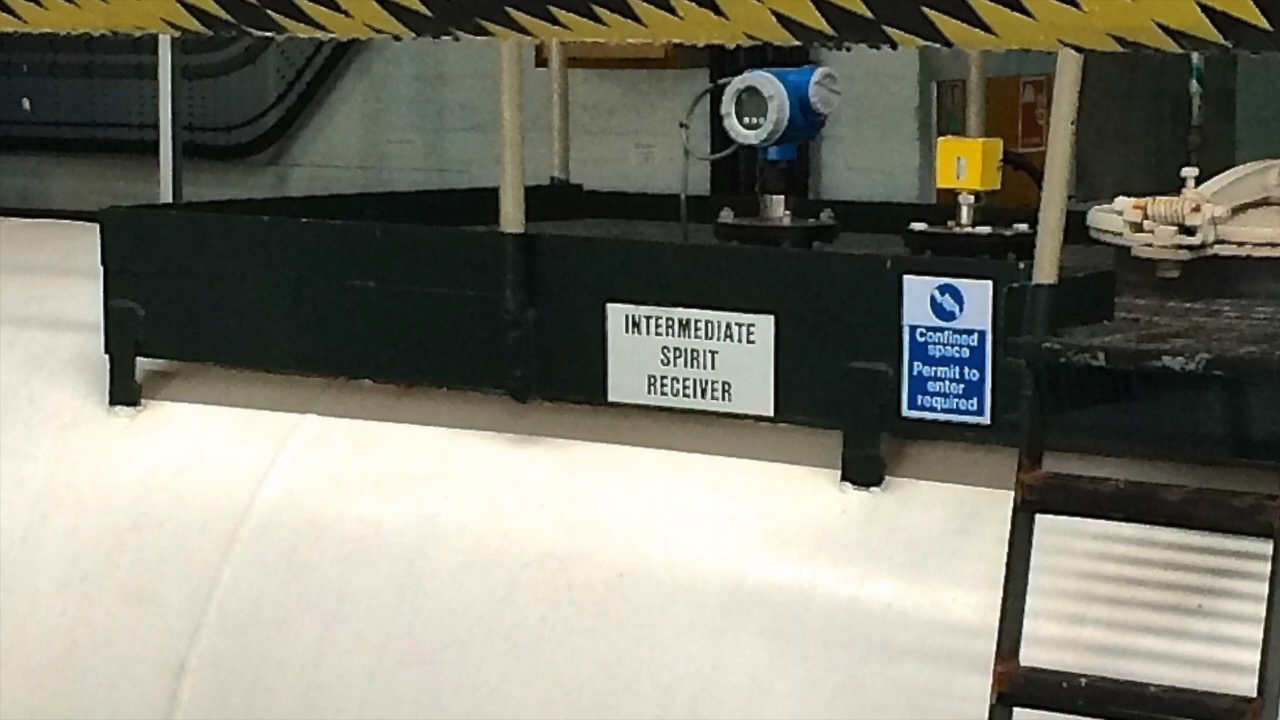 INTERMEDIATE
SPIRIT
RECEIVER
Confined
space
Permit to
enter
required